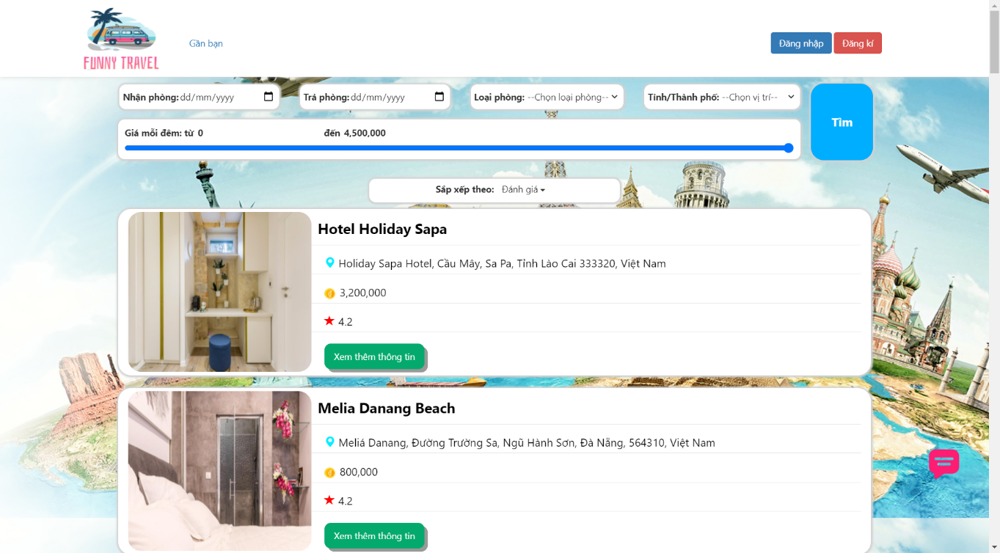 FUNNY TRAVEL
Gần bạn
Đăng nhập
Đăng kí
Nhận phòng: dd/mm/yyyy
Trả phòng: dd/mm/yyyy
Loại phòng: --Chọn loại phòng--
Tỉnh/Thành phố: --Chọn vị trí--
Tìm
Giá mỗi đêm: từ 0 đến 4,500,000
Sắp xếp theo: Đánh giá
Hotel Holiday Sapa
Holiday Sapa Hotel, Cầu Mây, Sa Pa, Tỉnh Lào Cai 333320, Việt Nam
3,200,000
4.2
Xem thêm thông tin
Melia Danang Beach
Meliá Danang, Đường Trường Sa, Ngũ Hành Sơn, Đà Nẵng, 564310, Việt Nam
800,000
4.2
Xem thêm thông tin